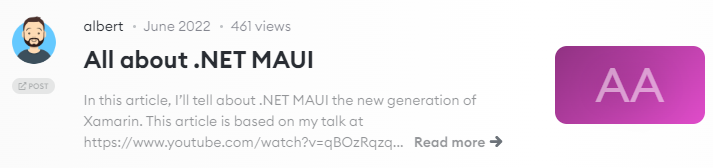 albert • June 2022 • 461 views
All about .NET MAUI
POST
In this article, I'll tell about .NET MAUI the new generation of
Xamarin. This article is based on my talk at
https://www.youtube.com/watch?v=qBOzRqzq... Read more →
AA